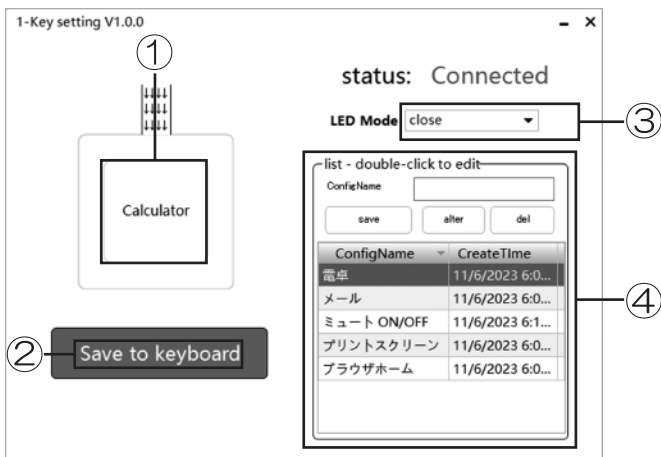 1-Key setting V1.0.0
①
status: Connected
LED Mode close
③
list - double-click to edit
ConfigName
save alter del
Calculator
ConfigName CreateTIme
電卓 11/6/2023 6:0...
メール 11/6/2023 6:0...
④
ミュート ON/OFF 11/6/2023 6:1...
プリントスクリーン 11/6/2023 6:0...
ブラウザホーム 11/6/2023 6:0...
②
Save to keyboard